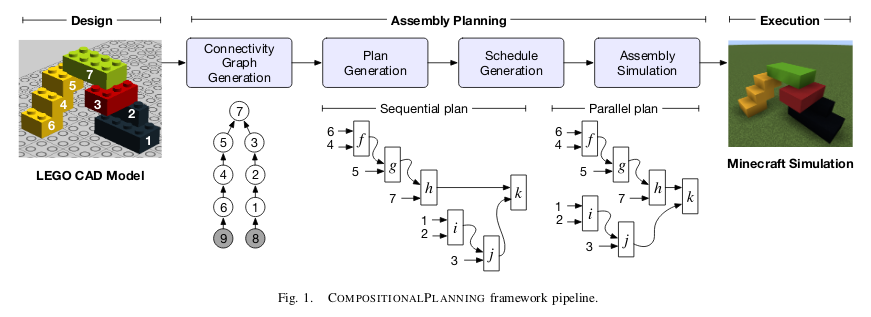 Design
Assembly Planning
Execution
Connectivity
Graph
Generation
Plan
Generation
Schedule
Generation
Assembly
Simulation
7
5
4
6
3
2
1
LEGO CAD Model
7
5 3
4 2
6 1
9 8
Sequential plan
6
4
f
5
g
7
h
k
1
2
i
3
j
Parallel plan
6
4
f
5
g
7
h
k
1
2
i
3
j
Minecraft Simulation
Fig. 1. COMPOSITIONALPLANNING framework pipeline.